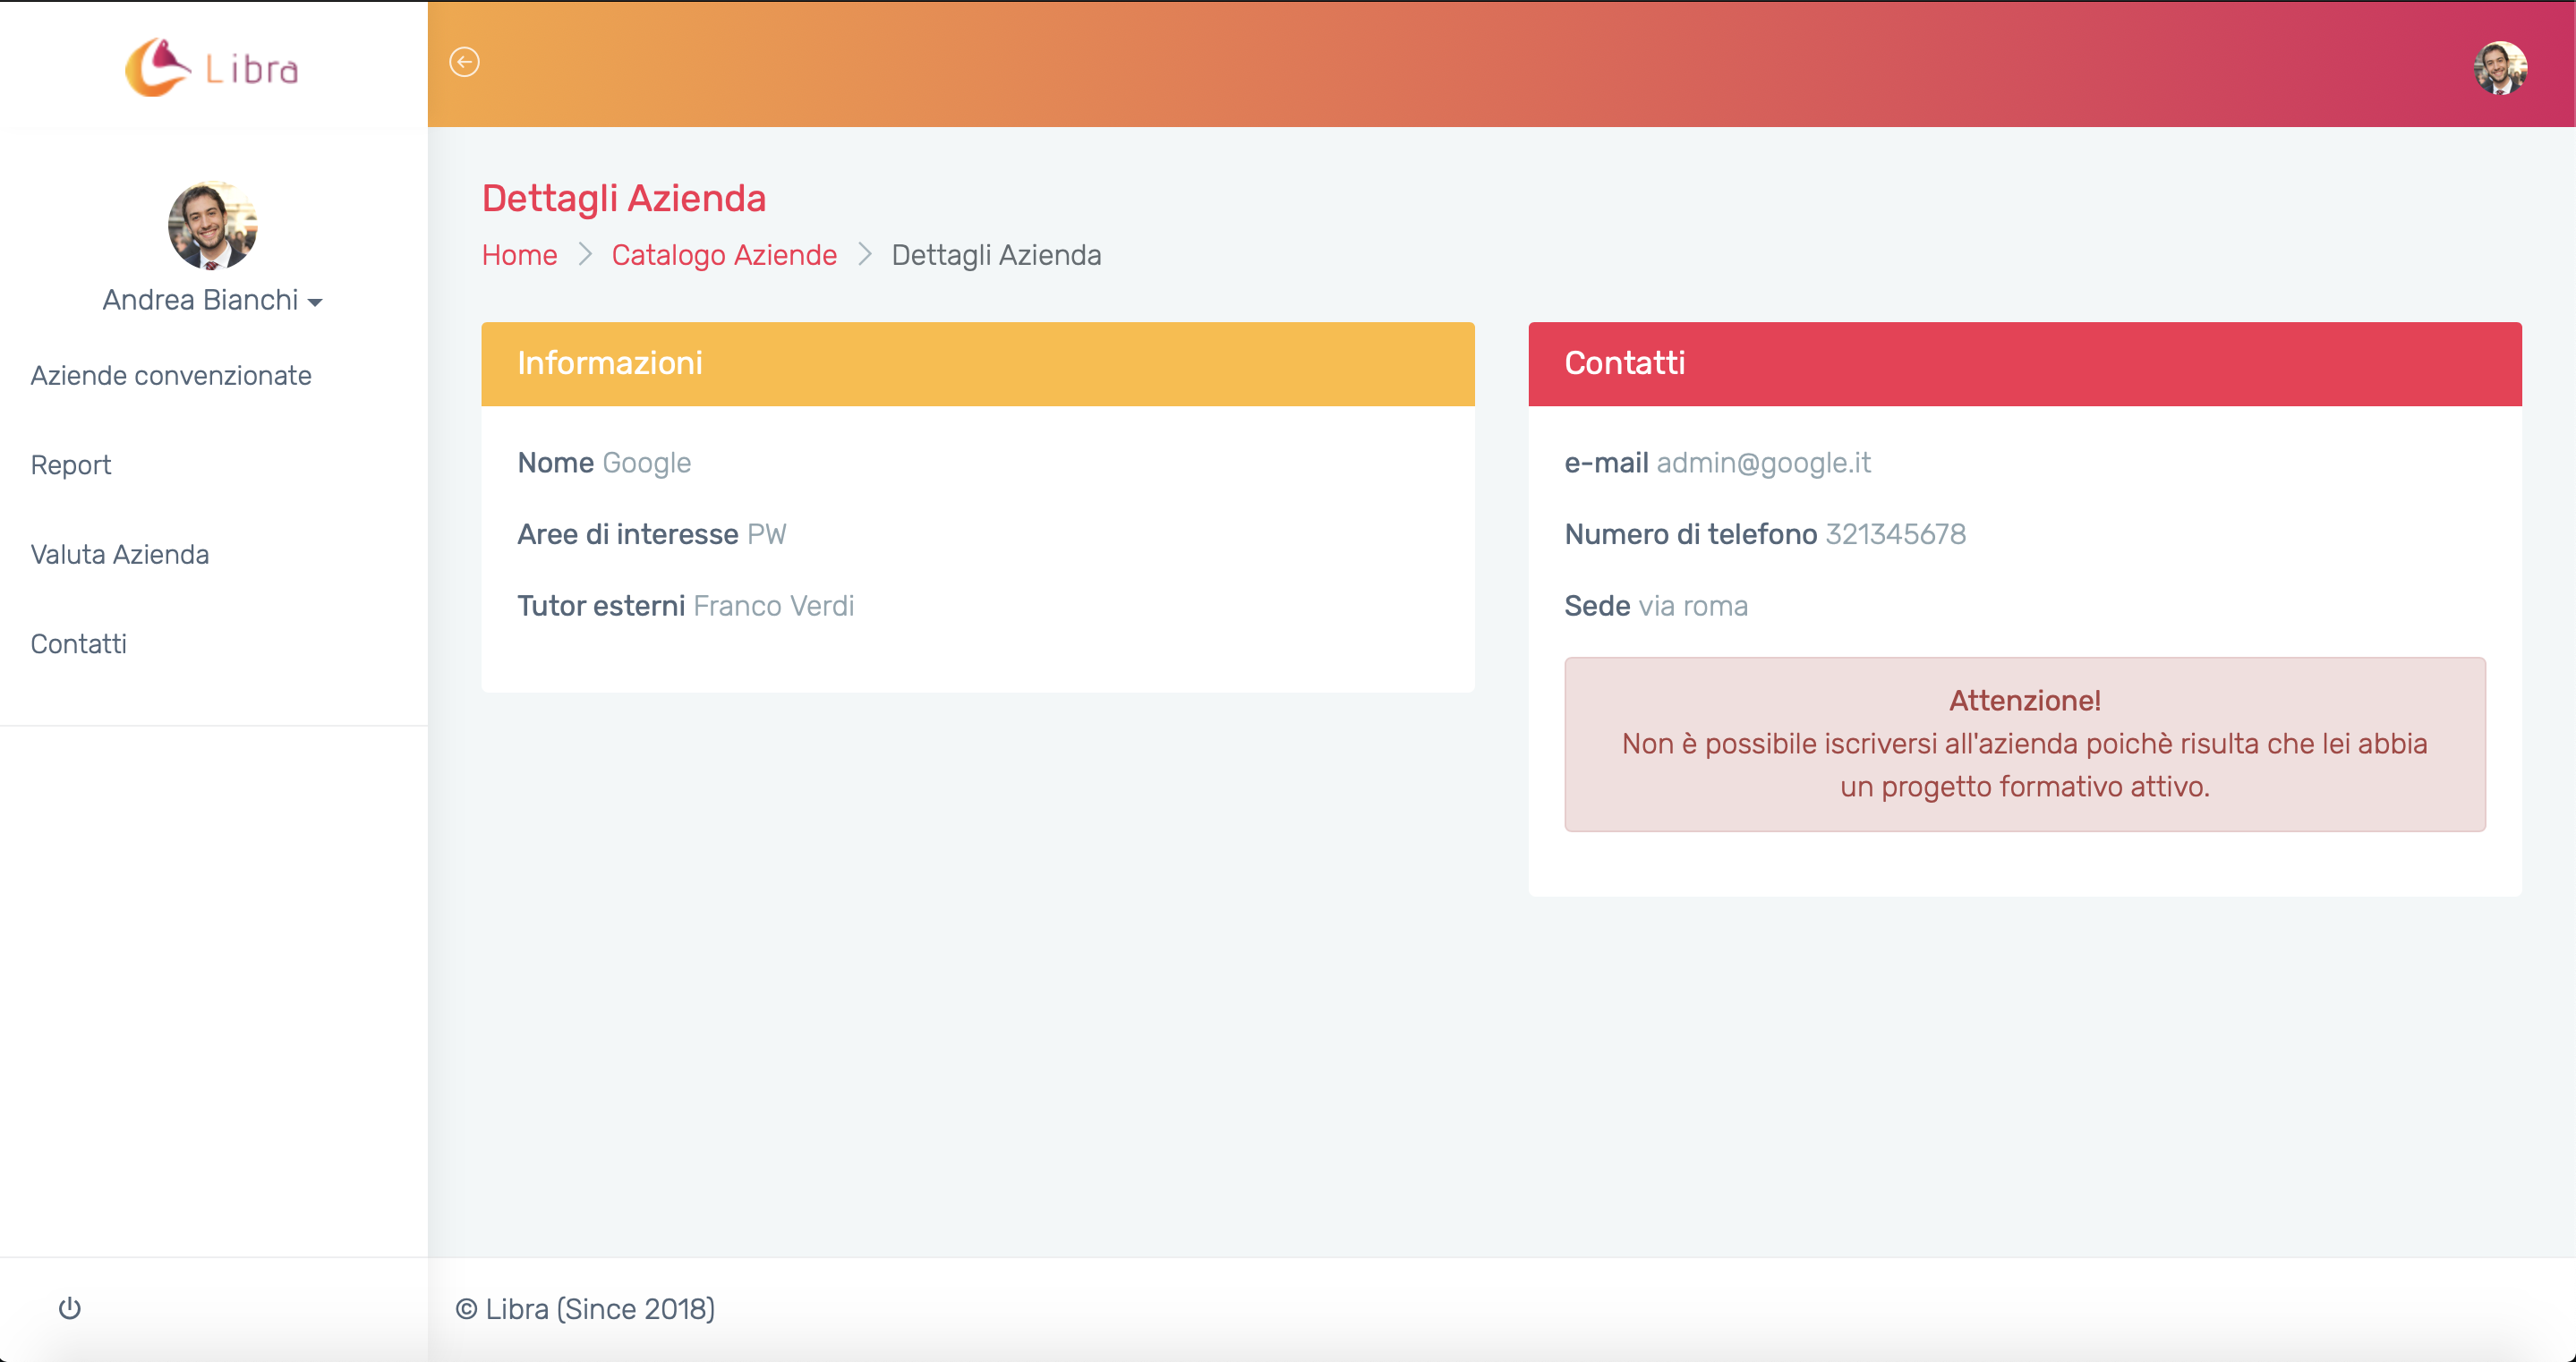 Libra
Andrea Bianchi
Aziende convenzionate
Report
Valuta Azienda
Contatti
Dettagli Azienda
Home > Catalogo Aziende > Dettagli Azienda
Informazioni
Nome Google
Aree di interesse PW
Tutor esterni Franco Verdi
Contatti
e-mail admin@google.it
Numero di telefono 321345678
Sede via roma
Attenzione!
Non è possibile iscriversi all'azienda poichè risulta che lei abbia
un progetto formativo attivo.
© Libra (Since 2018)